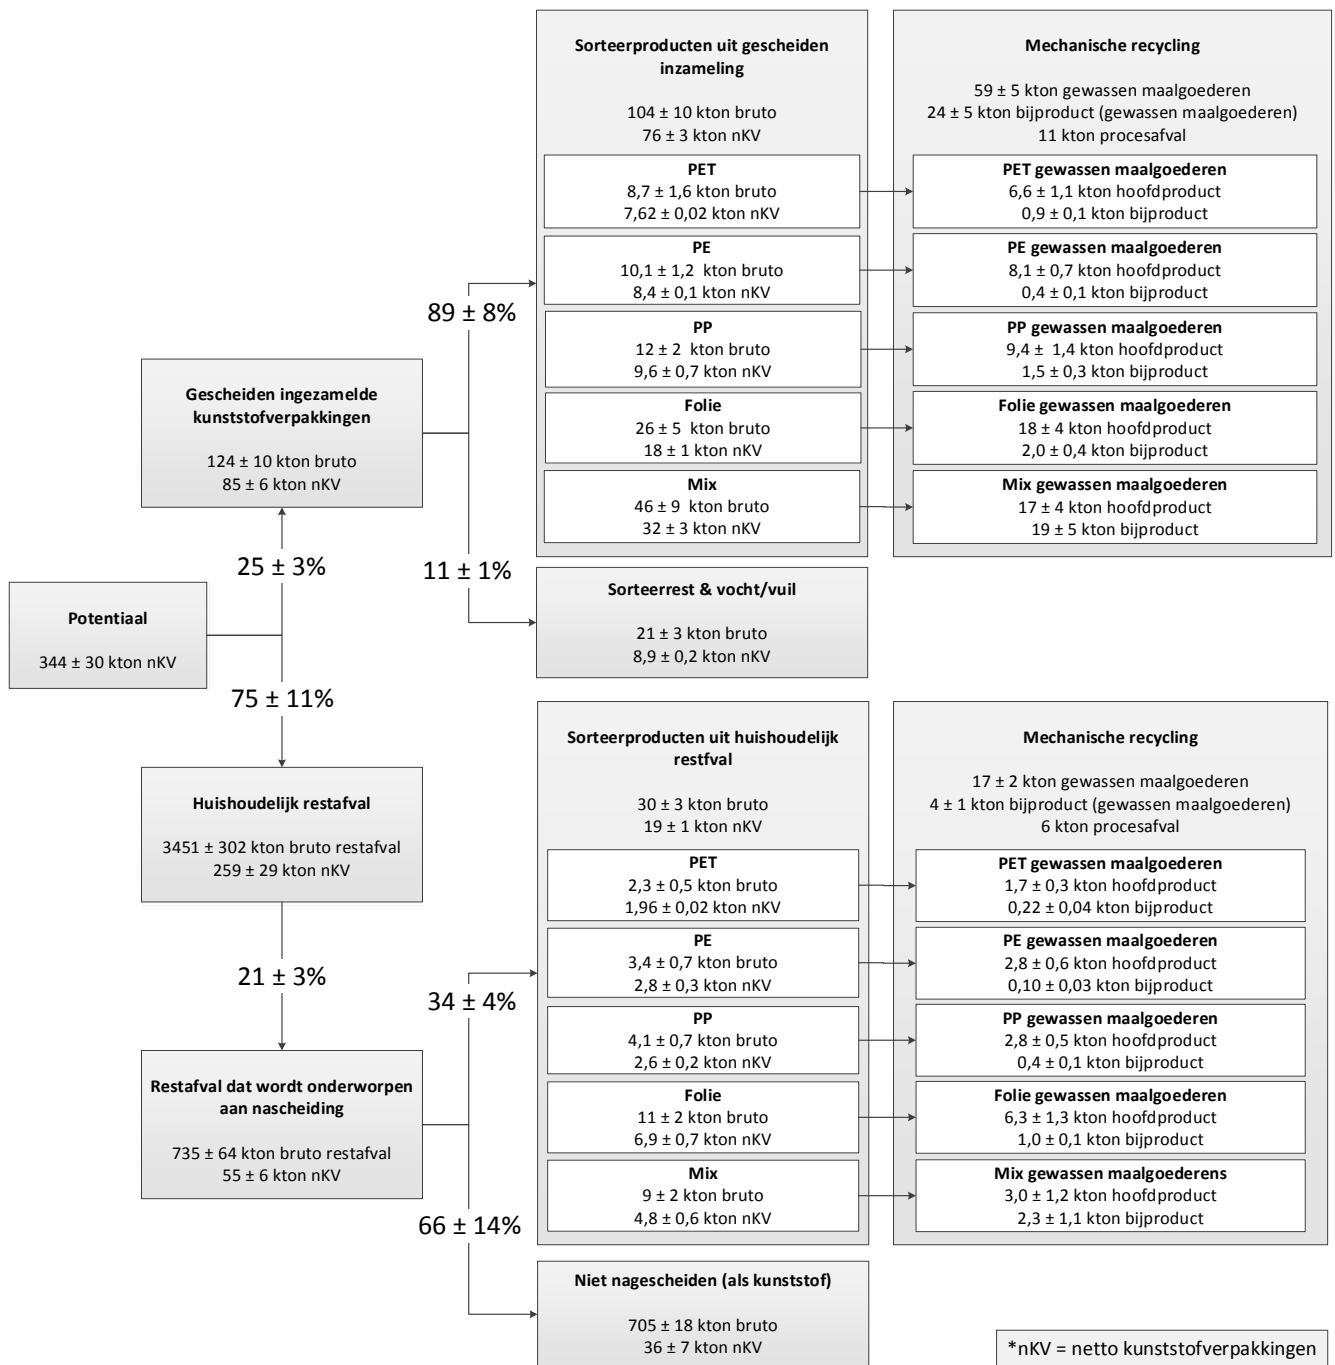 Sorteerproducten uit gescheiden
inzameling
104 ± 10 kton bruto
76 ± 3 kton nKV
PET
8,7 ± 1,6 kton bruto
7,62 ± 0,02 kton nKV
PE
10,1 ± 1,2 kton bruto
8,4 ± 0,1 kton nKV
PP
12 ± 2 kton bruto
9,6 ± 0,7 kton nKV
Folie
26 ± 5 kton bruto
18 ± 1 kton nKV
Mix
46 ± 9 kton bruto
32 ± 3 kton nKV
Mechanische recycling
59 ± 5 kton gewassen maalgoederen
24 ± 5 kton bijproduct (gewassen maalgoederen)
11 kton procesafval
PET gewassen maalgoederen
6,6 ± 1,1 kton hoofdproduct
0,9 ± 0,1 kton bijproduct
PE gewassen maalgoederen
8,1 ± 0,7 kton hoofdproduct
0,4 ± 0,1 kton bijproduct
PP gewassen maalgoederen
9,4 ± 1,4 kton hoofdproduct
1,5 ± 0,3 kton bijproduct
Folie gewassen maalgoederen
18 ± 4 kton hoofdproduct
2,0 ± 0,4 kton bijproduct
Mix gewassen maalgoederen
17 ± 4 kton hoofdproduct
19 ± 5 kton bijproduct
89 ± 8%
Gescheiden ingezamelde
kunststofverpakkingen
124 ± 10 kton bruto
85 ± 6 kton nKV
25 ± 3%
11 ± 1%
Sorteerrest & vocht/vuil
21 ± 3 kton bruto
8,9 ± 0,2 kton nKV
Potentiaal
344 ± 30 kton nKV
75 ± 11%
Huishoudelijk restafval
3451 ± 302 kton bruto restafval
259 ± 29 kton nKV
21 ± 3%
34 ± 4%
Restafval dat wordt onderworpen
aan nascheiding
735 ± 64 kton bruto restafval
55 ± 6 kton nKV
66 ± 14%
Sorteerproducten uit huishoudelijk
restfval
30 ± 3 kton bruto
19 ± 1 kton nKV
PET
2,3 ± 0,5 kton bruto
1,96 ± 0,02 kton nKV
PE
3,4 ± 0,7 kton bruto
2,8 ± 0,3 kton nKV
PP
4,1 ± 0,7 kton bruto
2,6 ± 0,2 kton nKV
Folie
11 ± 2 kton bruto
6,9 ± 0,7 kton nKV
Mix
9 ± 2 kton bruto
4,8 ± 0,6 kton nKV
Mechanische recycling
17 ± 2 kton gewassen maalgoederen
4 ± 1 kton bijproduct (gewassen maalgoederen)
6 kton procesafval
PET gewassen maalgoederen
1,7 ± 0,3 kton hoofdproduct
0,22 ± 0,04 kton bijproduct
PE gewassen maalgoederen
2,8 ± 0,6 kton hoofdproduct
0,10 ± 0,03 kton bijproduct
PP gewassen maalgoederen
2,8 ± 0,5 kton hoofdproduct
0,4 ± 0,1 kton bijproduct
Folie gewassen maalgoederen
6,3 ± 1,3 kton hoofdproduct
1,0 ± 0,1 kton bijproduct
Mix gewassen maalgoederens
3,0 ± 1,2 kton hoofdproduct
2,3 ± 1,1 kton bijproduct
Niet nagescheiden (als kunststof)
705 ± 18 kton bruto
36 ± 7 kton nKV
*nKV = netto kunststofverpakkingen